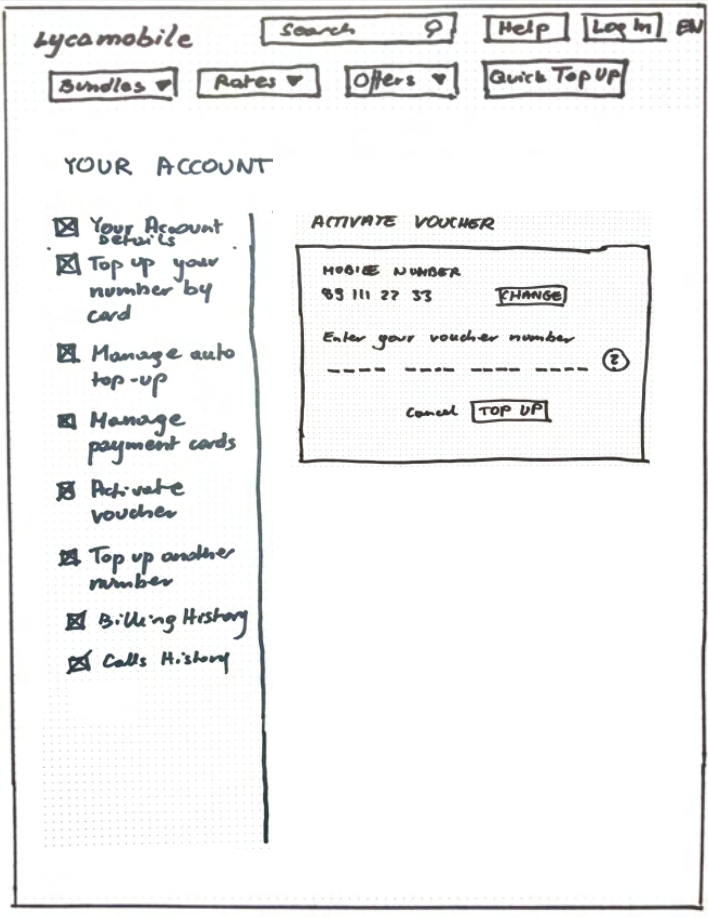 Lycamobile Search Help Log In EN
Bundles Rates Offers Quick Top UP
YOUR ACCOUNT
Your Account
Details
Top up your
number by
card
Manage auto
top-up
Manage
payment cards
Activate
voucher
Top up another
number
Billing History
Calls History
ACTIVATE VOUCHER
MOBILE NUMBER
89 111 22 33 CHANGE
Enter your voucher number
?
Cancel TOP UP